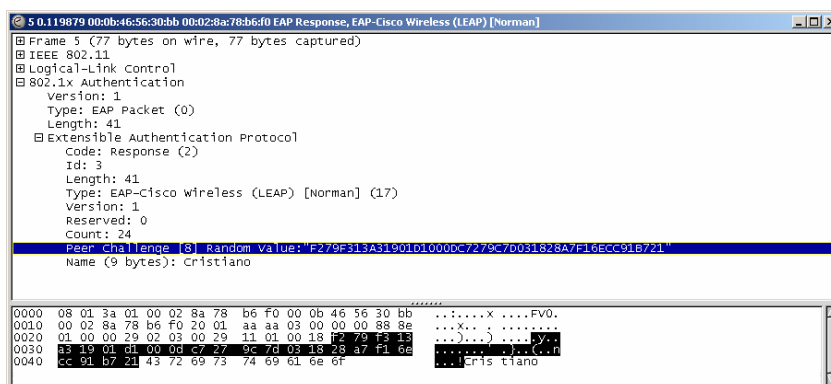 5 0.119879 00:0b:46:56:30:bb 00:02:8a:78:b6:f0 EAP Response, EAP-Cisco Wireless (LEAP) [Norman]
Frame 5 (77 bytes on wire, 77 bytes captured)
IEEE 802.11
Logical-Link Control
802.1x Authentication
Version: 1
Type: EAP Packet (0)
Length: 41
Extensible Authentication Protocol
Code: Response (2)
Id: 3
Length: 41
Type: EAP-Cisco Wireless (LEAP) [Norman] (17)
Version: 1
Reserved: 0
Count: 24
Peer Challenge [8] Random Value:"F279F313A31901D1000DC7279C7D031828A7F16ECC91B721"
Name (9 bytes): Cristiano
0000 08 01 3a 01 00 02 8a 78 b6 f0 00 0b 46 56 30 bb ..:....x ....FV0.
0010 00 02 8a 78 b6 f0 20 01 aa aa 03 00 00 00 88 8e ...x.. . ........
0020 01 00 00 29 02 03 00 29 11 01 00 18 f2 79 f3 13 ...)...) .....y..
0030 a3 19 01 d1 00 0d c7 27 9c 7d 03 18 28 a7 f1 6e .......' .}..(..n
0040 cc 91 b7 21 43 72 69 73 74 69 61 6e 6f ...!Cris tiano